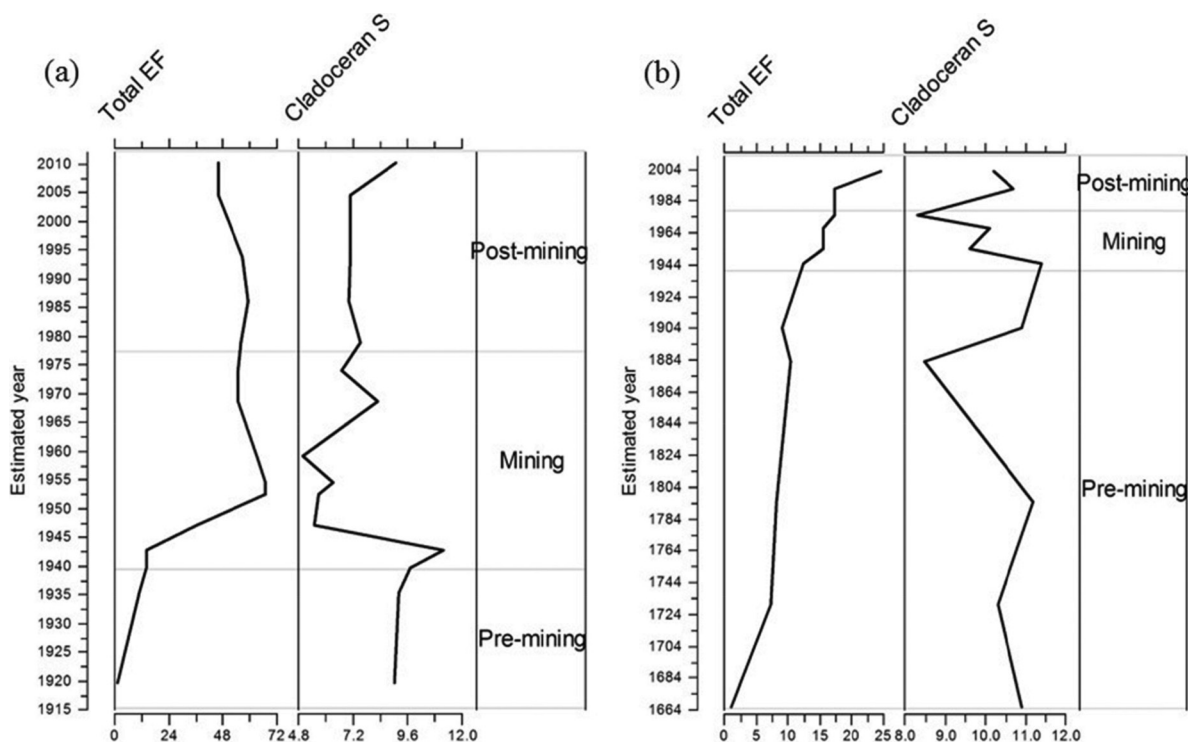 (a)
Total EF
Cladoceran S
Estimated year
2010
2005
2000
1995
1990
1985
1980
1975
1970
1965
1960
1955
1950
1945
1940
1935
1930
1925
1920
1915
Post-mining
Mining
Pre-mining
0 24 48 72 4.8 7.2 9.6 12.0
(b)
Total EF
Cladoceran S
Estimated year
2004
1984
1964
1944
1924
1904
1884
1864
1844
1824
1804
1784
1764
1744
1724
1704
1684
1664
Post-mining
Mining
Pre-mining
0 5 10 15 20 25 8.0 9.0 10.0 11.0 12.0